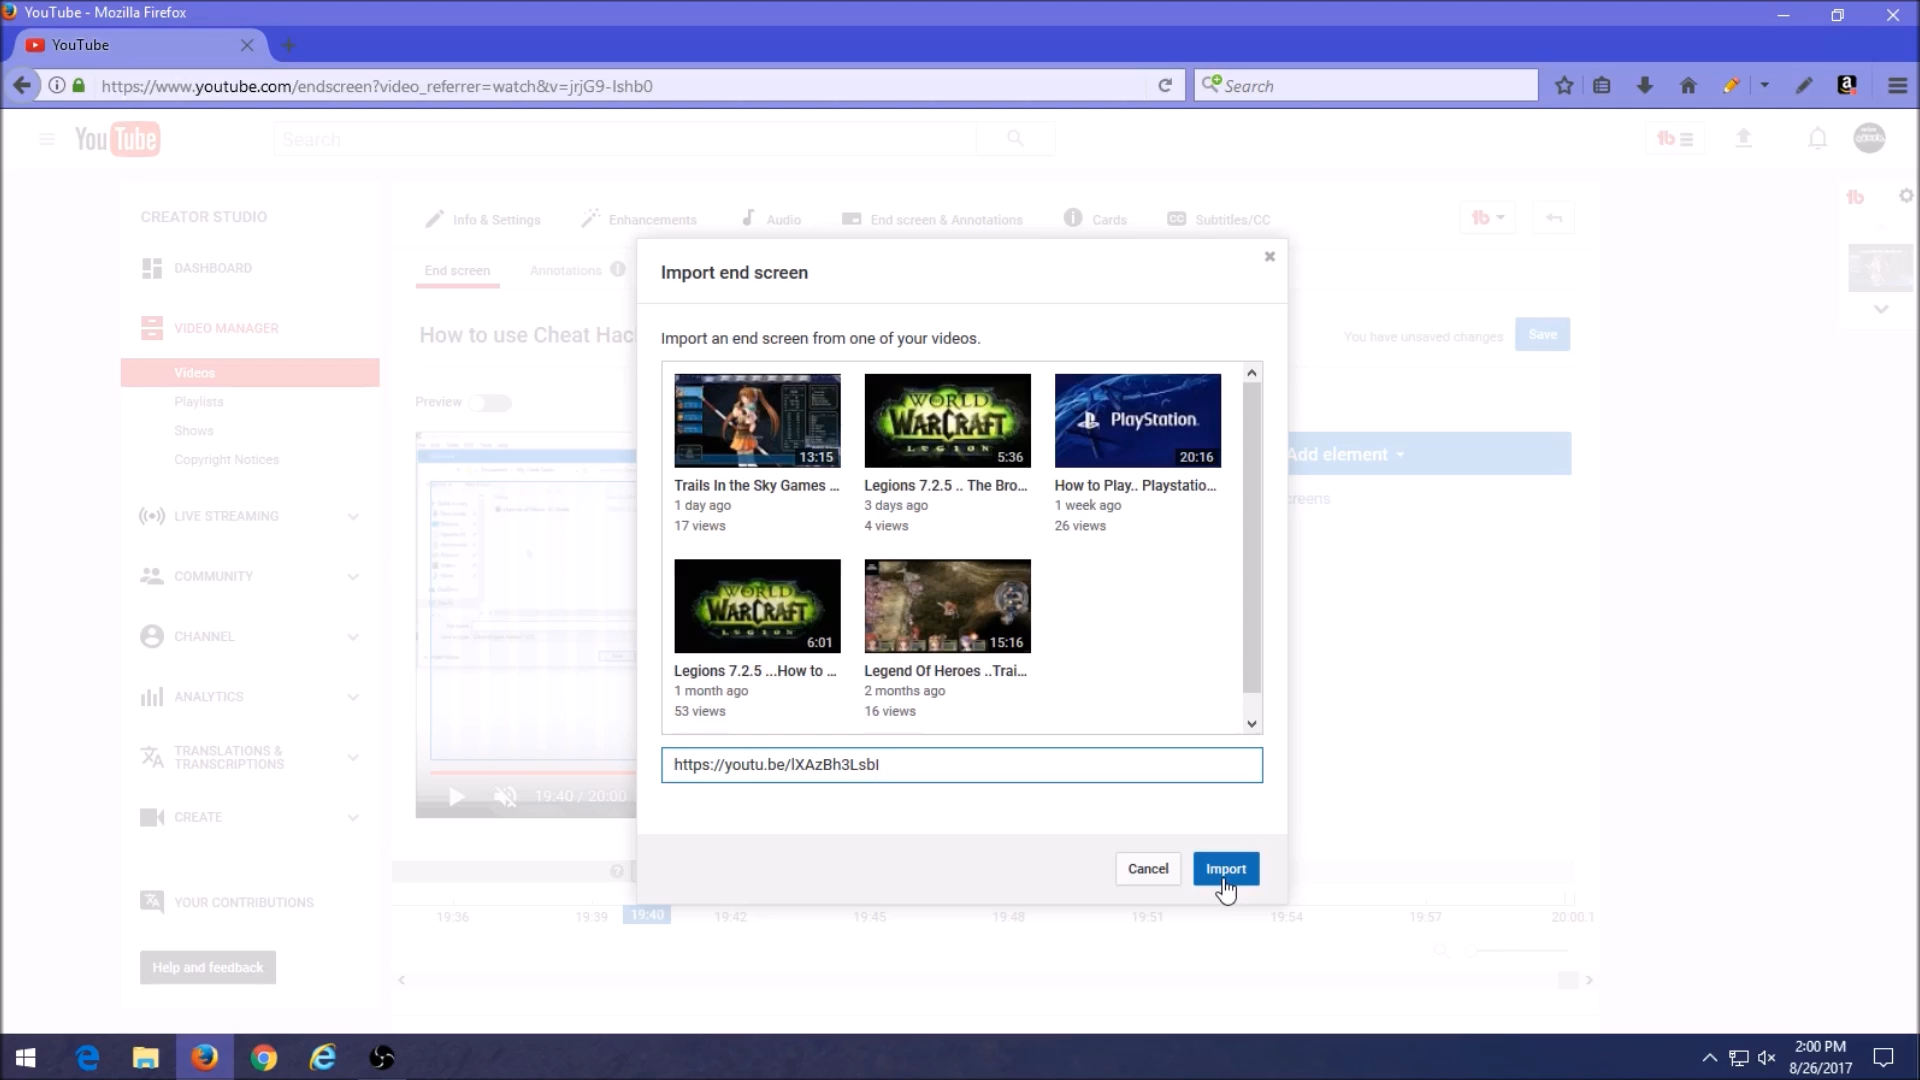 YouTube - Mozilla Firefox
YouTube
https://www.youtube.com/endscreen?video_referrer=watch&v=jrjG9-Ishb0
Search
YouTube
Search
CREATOR STUDIO
DASHBOARD
VIDEO MANAGER
Videos
Playlists
Shows
Copyright Notices
LIVE STREAMING
COMMUNITY
CHANNEL
ANALYTICS
TRANSLATIONS &
TRANSCRIPTIONS
CREATE
YOUR CONTRIBUTIONS
Help and feedback
Info & Settings
Enhancements
Audio
End screen & Annotations
Cards
CC Subtitles/CC
End screen
Annotations
How to use Cheat Hac
You have unsaved changes
Save
Preview
Add element
creens
19:40 / 20:00
Import end screen
Import an end screen from one of your videos.
13:15
Trails In the Sky Games ...
1 day ago
17 views
WORLD
WARCRAFT
LEGION
5:36
Legions 7.2.5 .. The Bro...
3 days ago
4 views
PlayStation
20:16
How to Play.. Playstatio...
1 week ago
26 views
WORLD
WARCRAFT
LEGION
6:01
Legions 7.2.5 ...How to ...
1 month ago
53 views
15:16
Legend Of Heroes ..Trai...
2 months ago
16 views
https://youtu.be/lXAzBh3LsbI
Cancel
Import
19:36
19:39
19:40
19:42
19:45
19:48
19:51
19:54
19:57
20:00.1
2:00 PM
8/26/2017